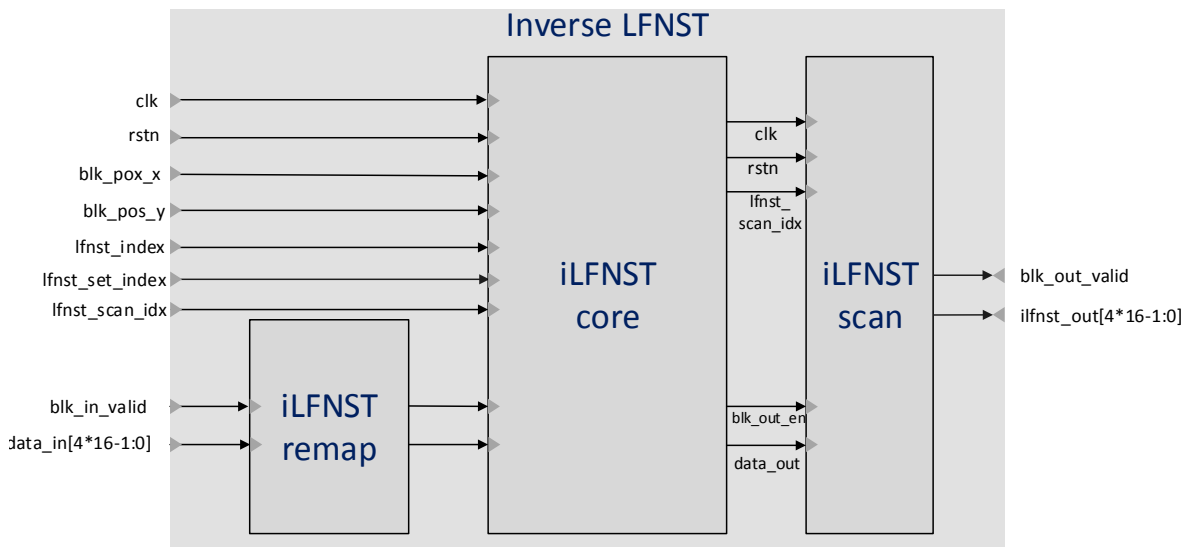 Inverse LFNST
clk
rstn
blk_pox_x
blk_pos_y
lfnst_index
lfnst_set_index
lfnst_scan_idx
blk_in_valid
data_in[4*16-1:0]
iLFNST
remap
iLFNST
core
clk
rstn
lfnst_
scan_idx
blk_out_en
data_out
iLFNST
scan
blk_out_valid
ilfnst_out[4*16-1:0]